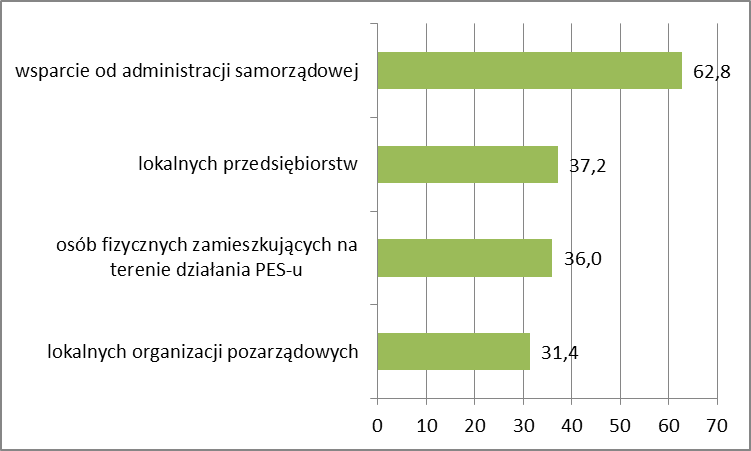 wsparcie od administracji samorządowej
62,8
lokalnych przedsiębiorstw
37,2
osób fizycznych zamieszkujących na
terenie działania PES-u
36,0
lokalnych organizacji pozarządowych
31,4
0 10 20 30 40 50 60 70